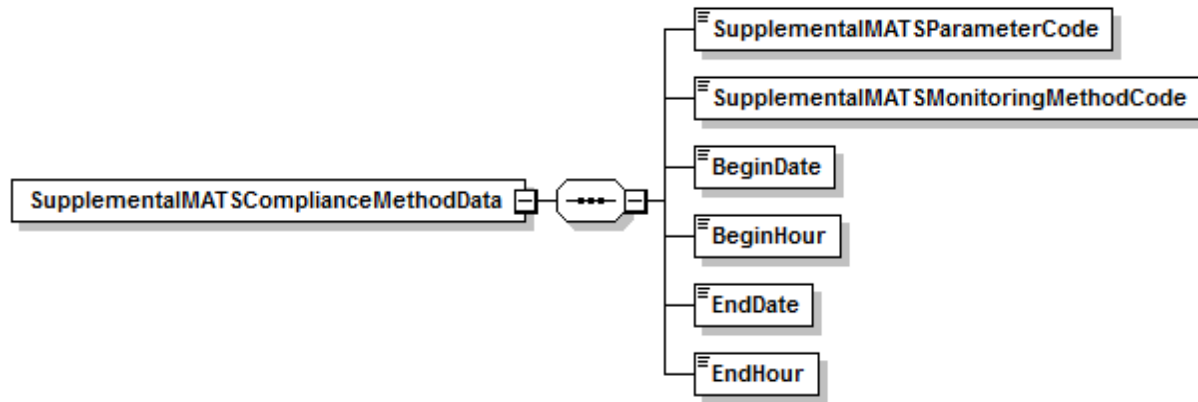 SupplementalMATSParameterCode
SupplementalMATSMonitoringMethodCode
BeginDate
SupplementalMATSComplianceMethodData
BeginHour
EndDate
EndHour